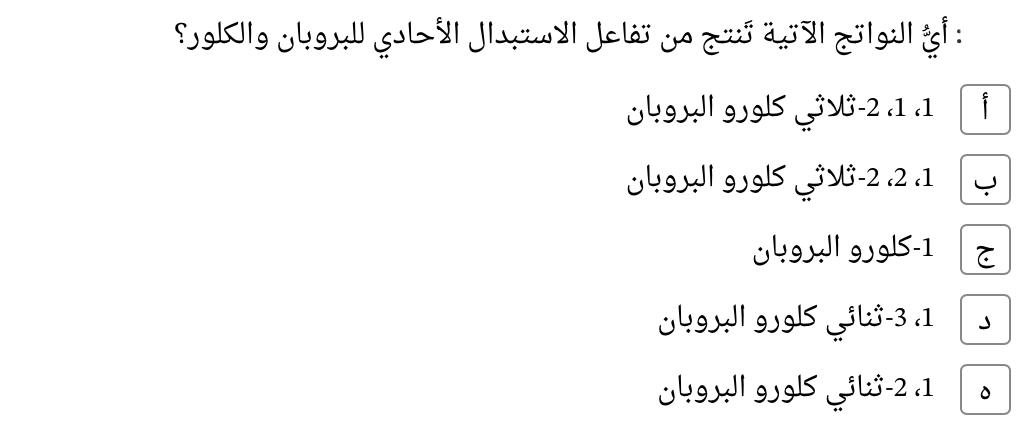 : أيُّ النواتج الآتية تَنتج من تفاعل الاستبدال الأحادي للبروبان والكلور؟
أ 1، 1، 2-ثلاثي كلورو البروبان
ب 1، 2، 2-ثلاثي كلورو البروبان
ج 1-كلورو البروبان
د 1، 3-ثنائي كلورو البروبان
ه 1، 2-ثنائي كلورو البروبان